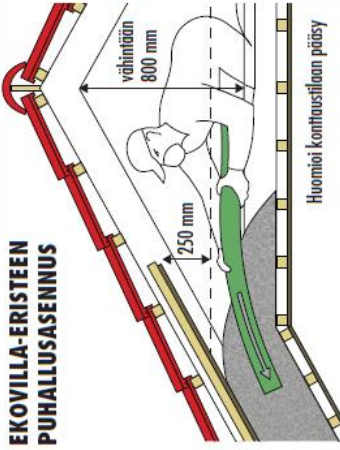 EKOVILLA-ERISTEEN
PUHALLUSASENNUS
vähintään
800 mm
250 mm
Huomioi konttaustilaan pääsy